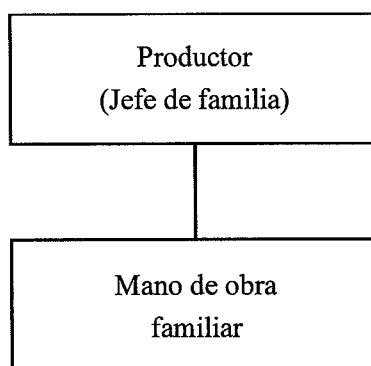 Productor
(Jefe de familia)
Mano de obra
familiar